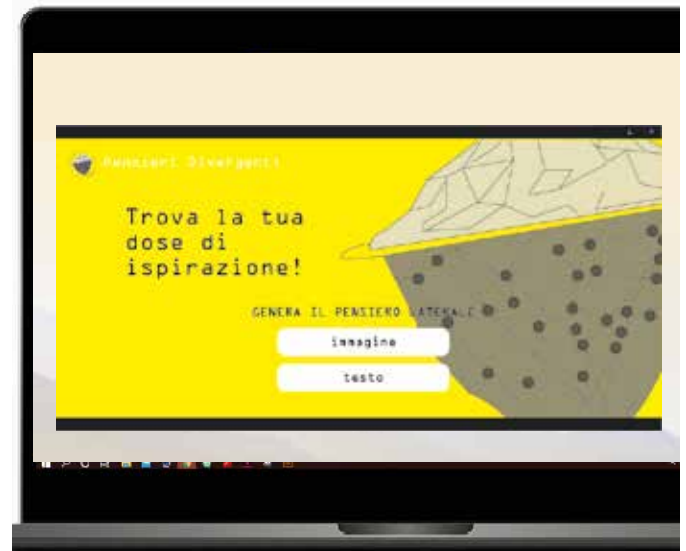 Pensieri Divergenti
Trova la tua
dose di
ispirazione!
GENERA IL PENSIERO LATERALE
immagine
testo